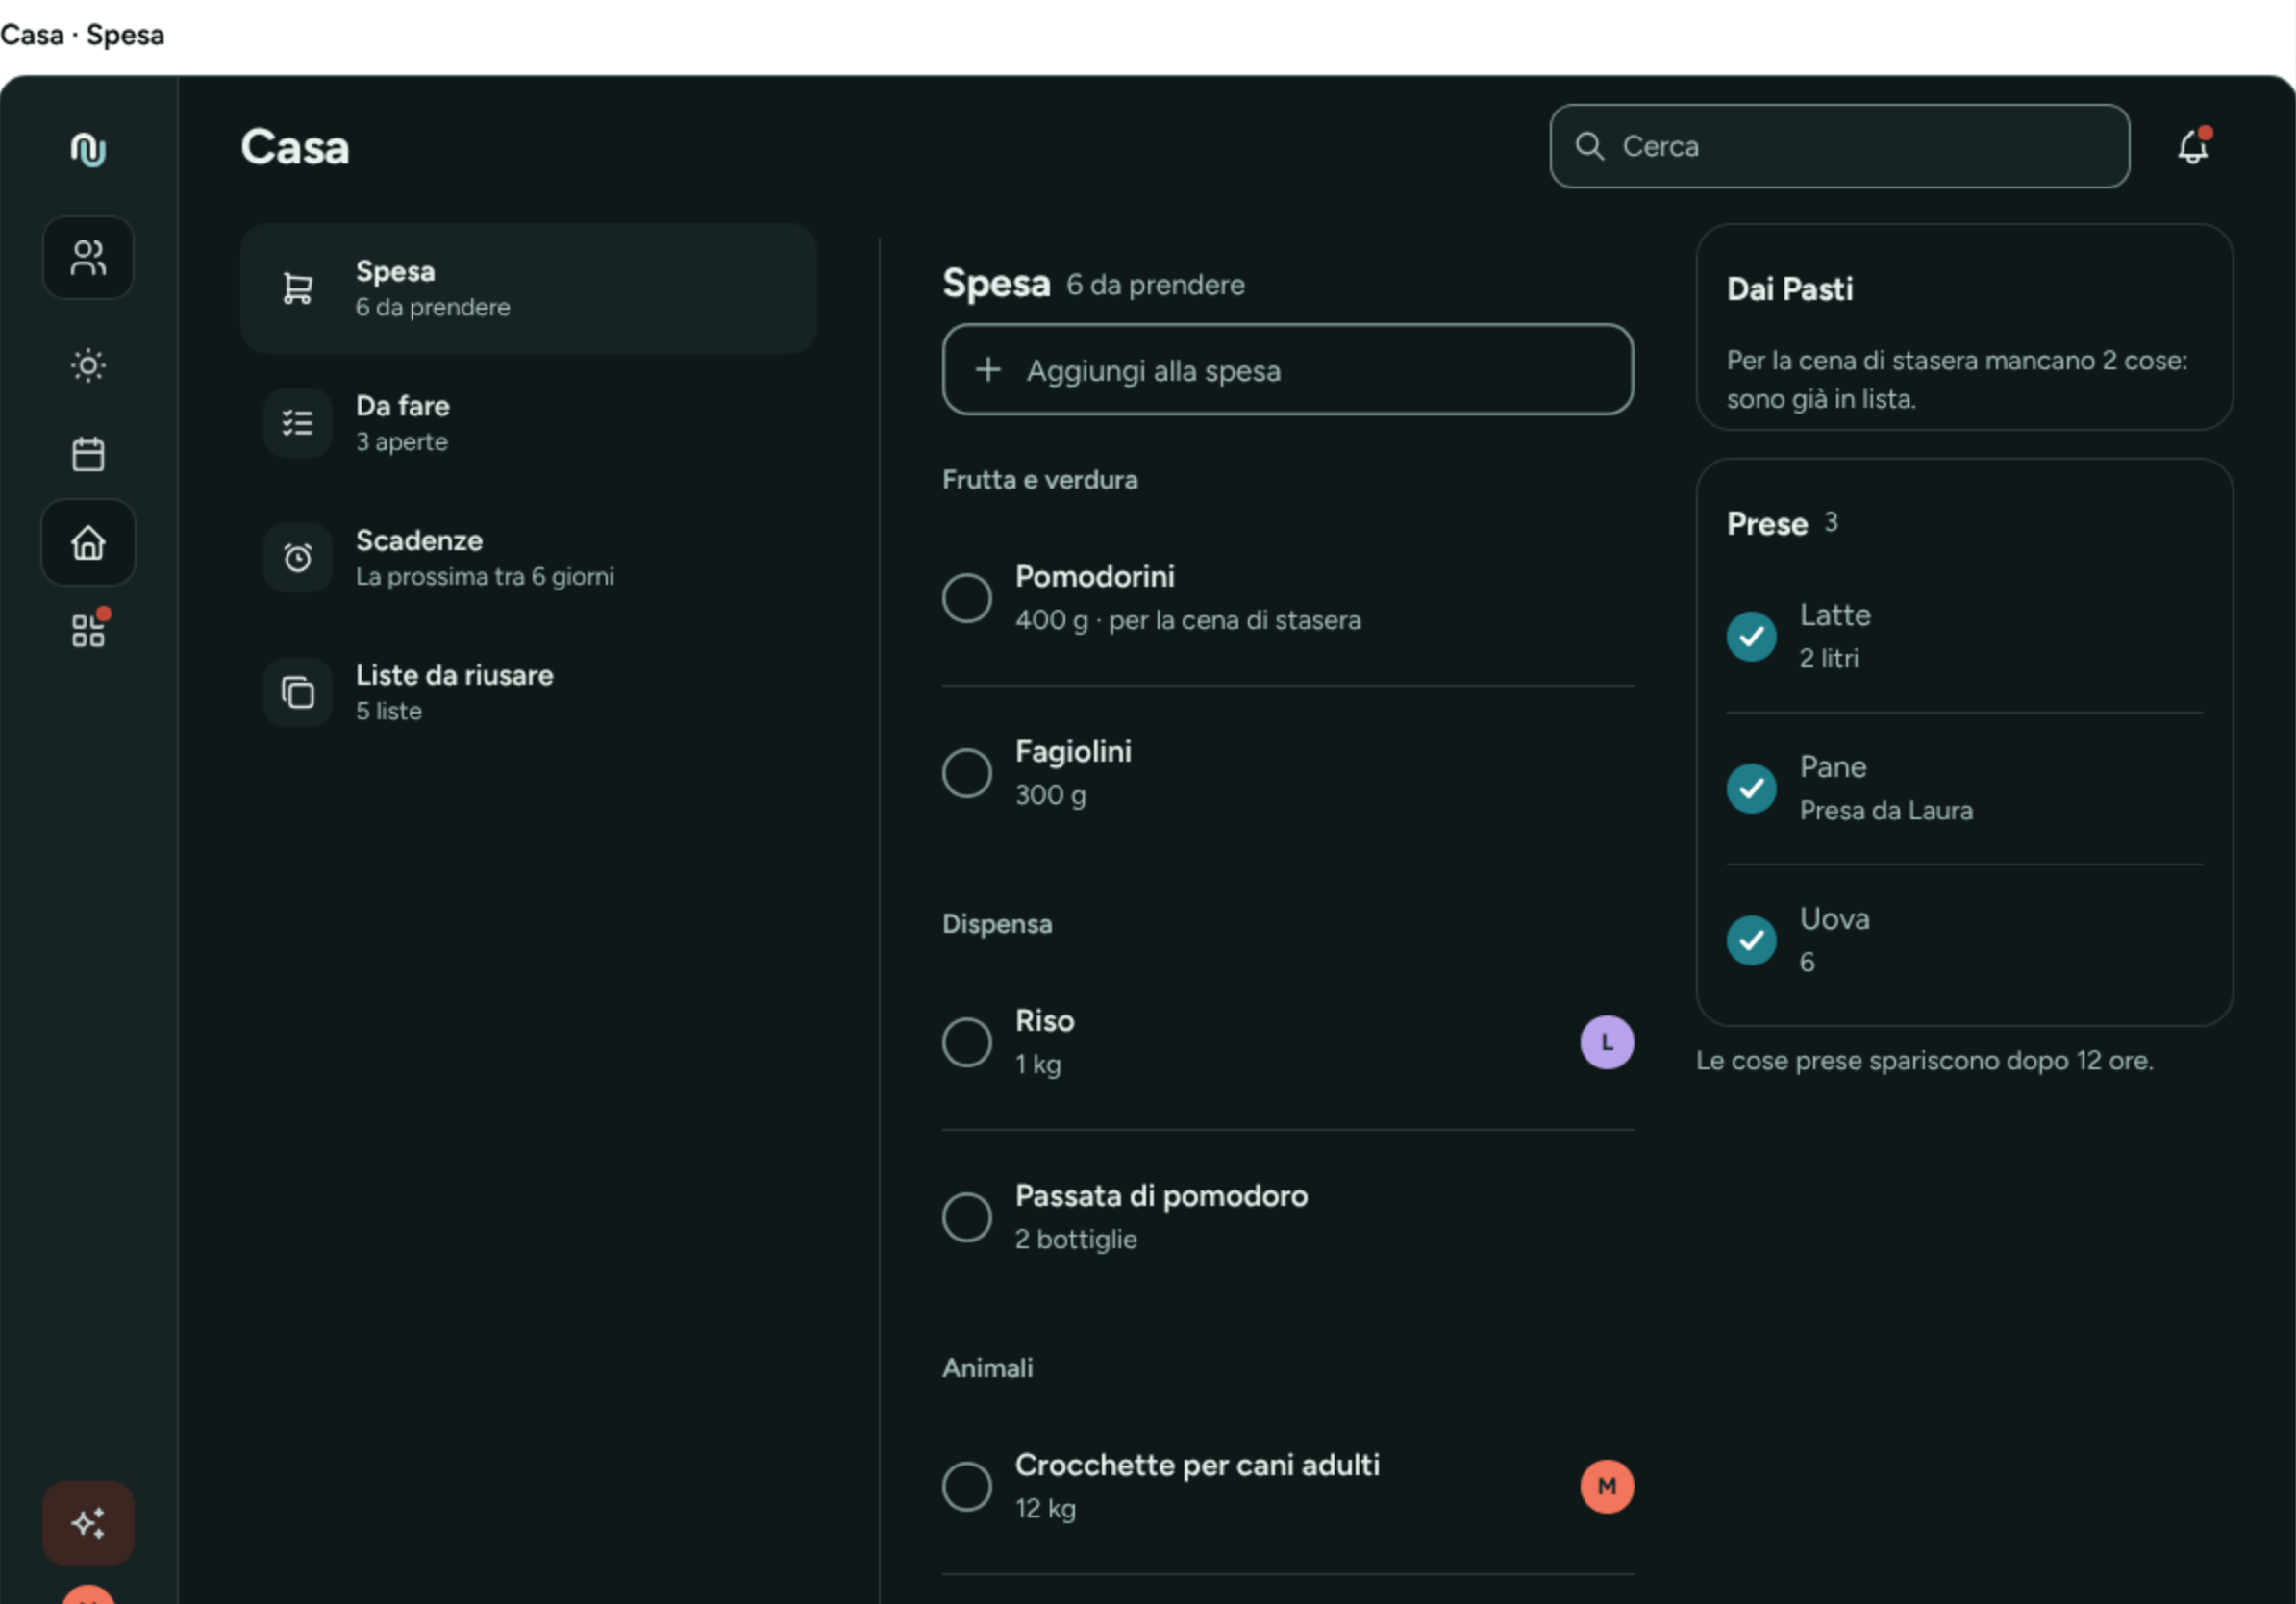 Casa · Spesa
Casa
Cerca
Spesa
6 da prendere
Da fare
3 aperte
Scadenze
La prossima tra 6 giorni
Liste da riusare
5 liste
Spesa 6 da prendere
Aggiungi alla spesa
Frutta e verdura
Pomodorini
400 g · per la cena di stasera
Fagiolini
300 g
Dispensa
Riso
1 kg
L
Passata di pomodoro
2 bottiglie
Animali
Crocchette per cani adulti
12 kg
M
Dai Pasti
Per la cena di stasera mancano 2 cose:
sono già in lista.
Prese 3
Latte
2 litri
Pane
Presa da Laura
Uova
6
Le cose prese spariscono dopo 12 ore.